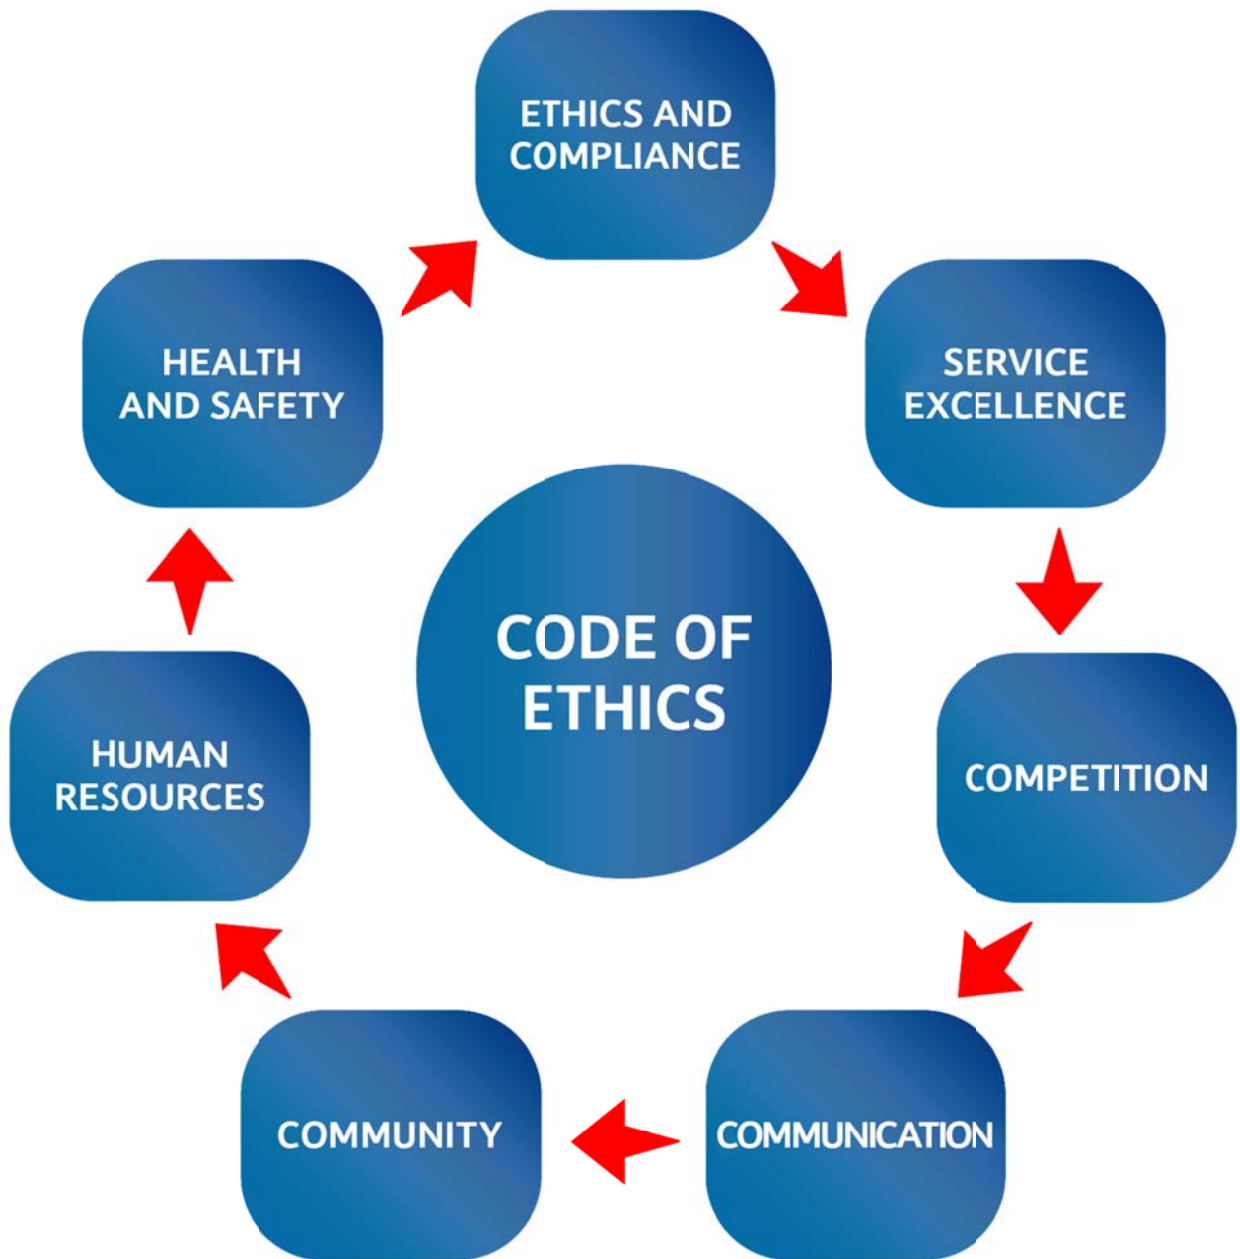 ETHICS AND
COMPLIANCE
SERVICE
EXCELLENCE
COMPETITION
COMMUNICATION
COMMUNITY
HUMAN
RESOURCES
HEALTH
AND SAFETY
CODE OF
ETHICS